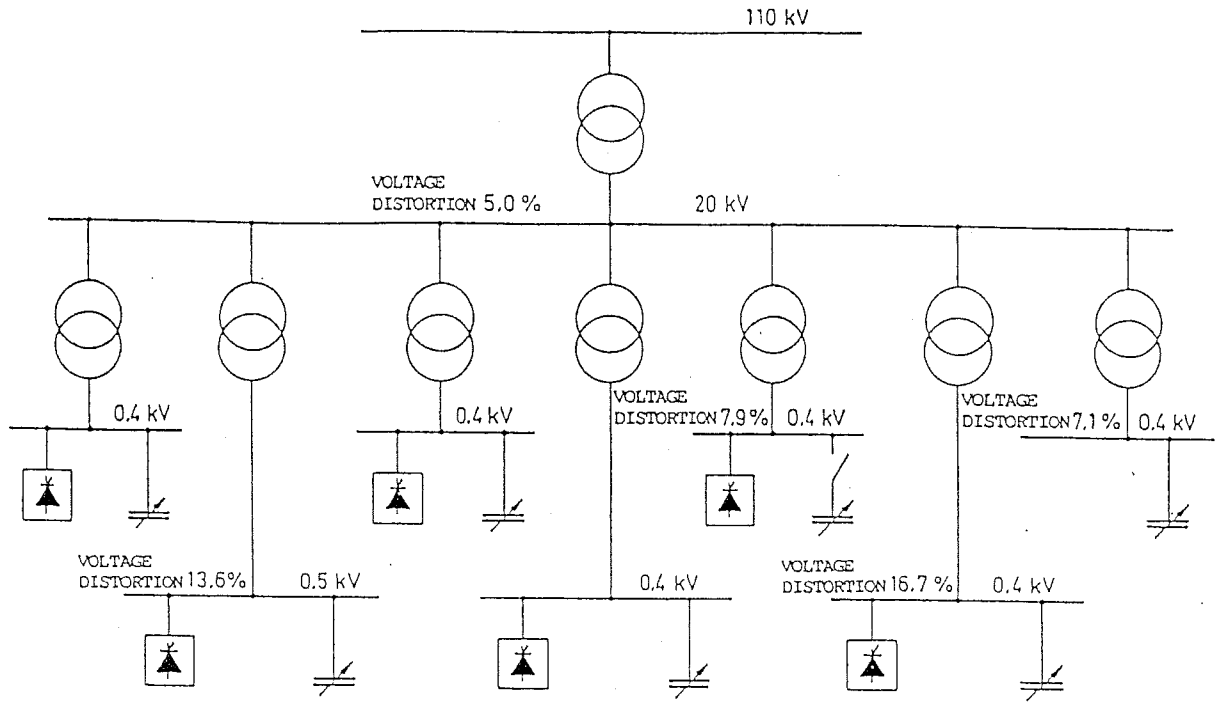 110 kV
VOLTAGE
DISTORTION 5,0 %
20 kV
0,4 kV
0,4 kV
VOLTAGE
DISTORTION 7,9 %
0,4 kV
VOLTAGE
DISTORTION 7,1 %
0,4 kV
VOLTAGE
DISTORTION 13,6%
0,5 kV
0,4 kV
VOLTAGE
DISTORTION 16,7 %
0,4 kV